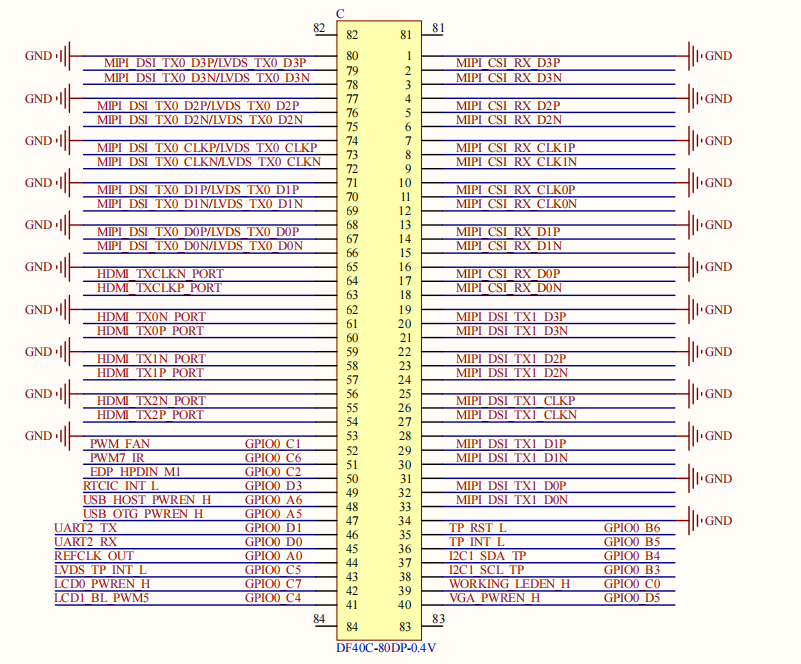 C
82 82 81 81
GND 80 1 GND
MIPI_DSI_TX0_D3P/LVDS_TX0_D3P 79 2 MIPI_CSI_RX_D3P
MIPI_DSI_TX0_D3N/LVDS_TX0_D3N 78 3 MIPI_CSI_RX_D3N
GND 77 4 GND
MIPI_DSI_TX0_D2P/LVDS_TX0_D2P 76 5 MIPI_CSI_RX_D2P
MIPI_DSI_TX0_D2N/LVDS_TX0_D2N 75 6 MIPI_CSI_RX_D2N
GND 74 7 GND
MIPI_DSI_TX0_CLKP/LVDS_TX0_CLKP 73 8 MIPI_CSI_RX_CLK1P
MIPI_DSI_TX0_CLKN/LVDS_TX0_CLKN 72 9 MIPI_CSI_RX_CLK1N
GND 71 10 GND
MIPI_DSI_TX0_D1P/LVDS_TX0_D1P 70 11 MIPI_CSI_RX_CLK0P
MIPI_DSI_TX0_D1N/LVDS_TX0_D1N 69 12 MIPI_CSI_RX_CLK0N
GND 68 13 GND
MIPI_DSI_TX0_D0P/LVDS_TX0_D0P 67 14 MIPI_CSI_RX_D1P
MIPI_DSI_TX0_D0N/LVDS_TX0_D0N 66 15 MIPI_CSI_RX_D1N
GND 65 16 GND
HDMI_TXCLKN_PORT 64 17 MIPI_CSI_RX_D0P
HDMI_TXCLKP_PORT 63 18 MIPI_CSI_RX_D0N
GND 62 19 GND
HDMI_TX0N_PORT 61 20 MIPI_DSI_TX1_D3P
HDMI_TX0P_PORT 60 21 MIPI_DSI_TX1_D3N
GND 59 22 GND
HDMI_TX1N_PORT 58 23 MIPI_DSI_TX1_D2P
HDMI_TX1P_PORT 57 24 MIPI_DSI_TX1_D2N
GND 56 25 GND
HDMI_TX2N_PORT 55 26 MIPI_DSI_TX1_CLKP
HDMI_TX2P_PORT 54 27 MIPI_DSI_TX1_CLKN
GND 53 28 GND
PWM_FAN GPIO0_C1 52 29 MIPI_DSI_TX1_D1P
PWM7_IR GPIO0_C6 51 30 MIPI_DSI_TX1_D1N
EDP_HPDIN_M1 GPIO0_C2 50 31 GND
RTCIC_INT_L GPIO0_D3 49 32 MIPI_DSI_TX1_D0P
USB_HOST_PWREN_H GPIO0_A6 48 33 MIPI_DSI_TX1_D0N
USB_OTG_PWREN_H GPIO0_A5 47 34 GND
UART2_TX GPIO0_D1 46 35 TP_RST_L GPIO0_B6
UART2_RX GPIO0_D0 45 36 TP_INT_L GPIO0_B5
REFCLK_OUT GPIO0_A0 44 37 I2C1_SDA_TP GPIO0_B4
LVDS_TP_INT_L GPIO0_C5 43 38 I2C1_SCL_TP GPIO0_B3
LCD0_PWREN_H GPIO0_C7 42 39 WORKING_LEDEN_H GPIO0_C0
LCD1_BL_PWM5 GPIO0_C4 41 40 VGA_PWREN_H GPIO0_D5
84 84 83 83
DF40C-80DP-0.4V